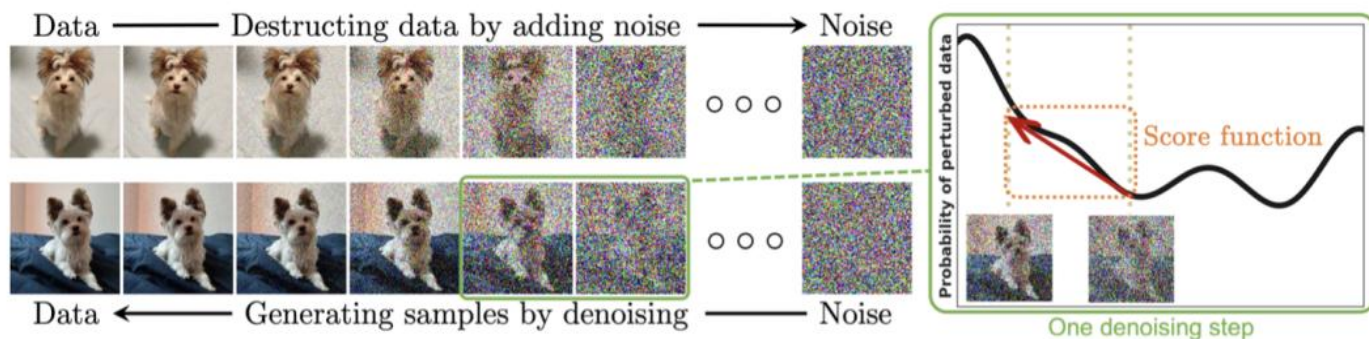 Data Destructing data by adding noise Noise
Data Generating samples by denoising Noise
Probability of perturbed data
Score function
One denoising step